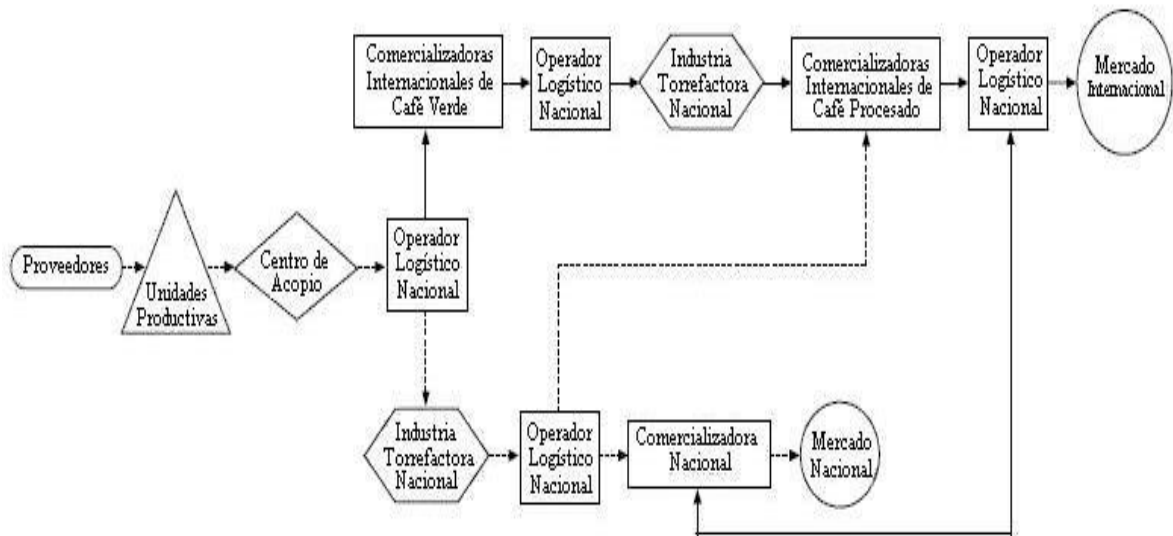 Comercializadoras
Internacionales de
Café Verde
Operador
Logístico
Nacional
Industria
Torrefactora
Nacional
Comercializadoras
Internacionales de
Café Procesado
Operador
Logístico
Nacional
Mercado
Internacional
Proveedores
Unidades
Productivas
Centro de
Acopio
Operador
Logístico
Nacional
Industria
Torrefactora
Nacional
Operador
Logístico
Nacional
Comercializadora
Nacional
Mercado
Nacional